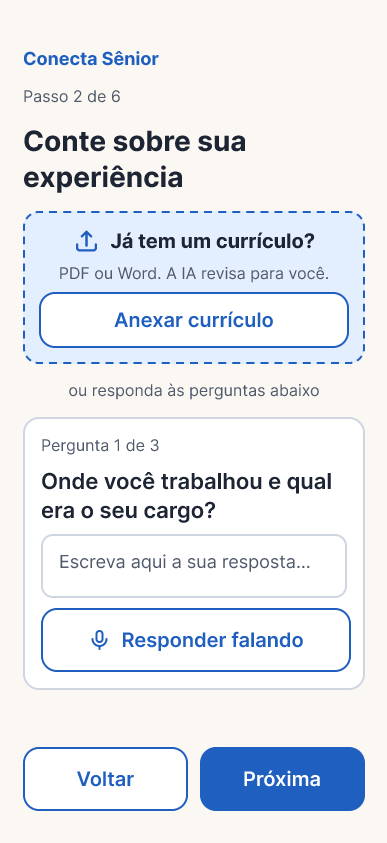 Conecta Sênior
Passo 2 de 6
Conte sobre sua
experiência
Já tem um currículo?
PDF ou Word. A IA revisa para você.
Anexar currículo
ou responda às perguntas abaixo
Pergunta 1 de 3
Onde você trabalhou e qual
era o seu cargo?
Escreva aqui a sua resposta...
Responder falando
Voltar
Próxima